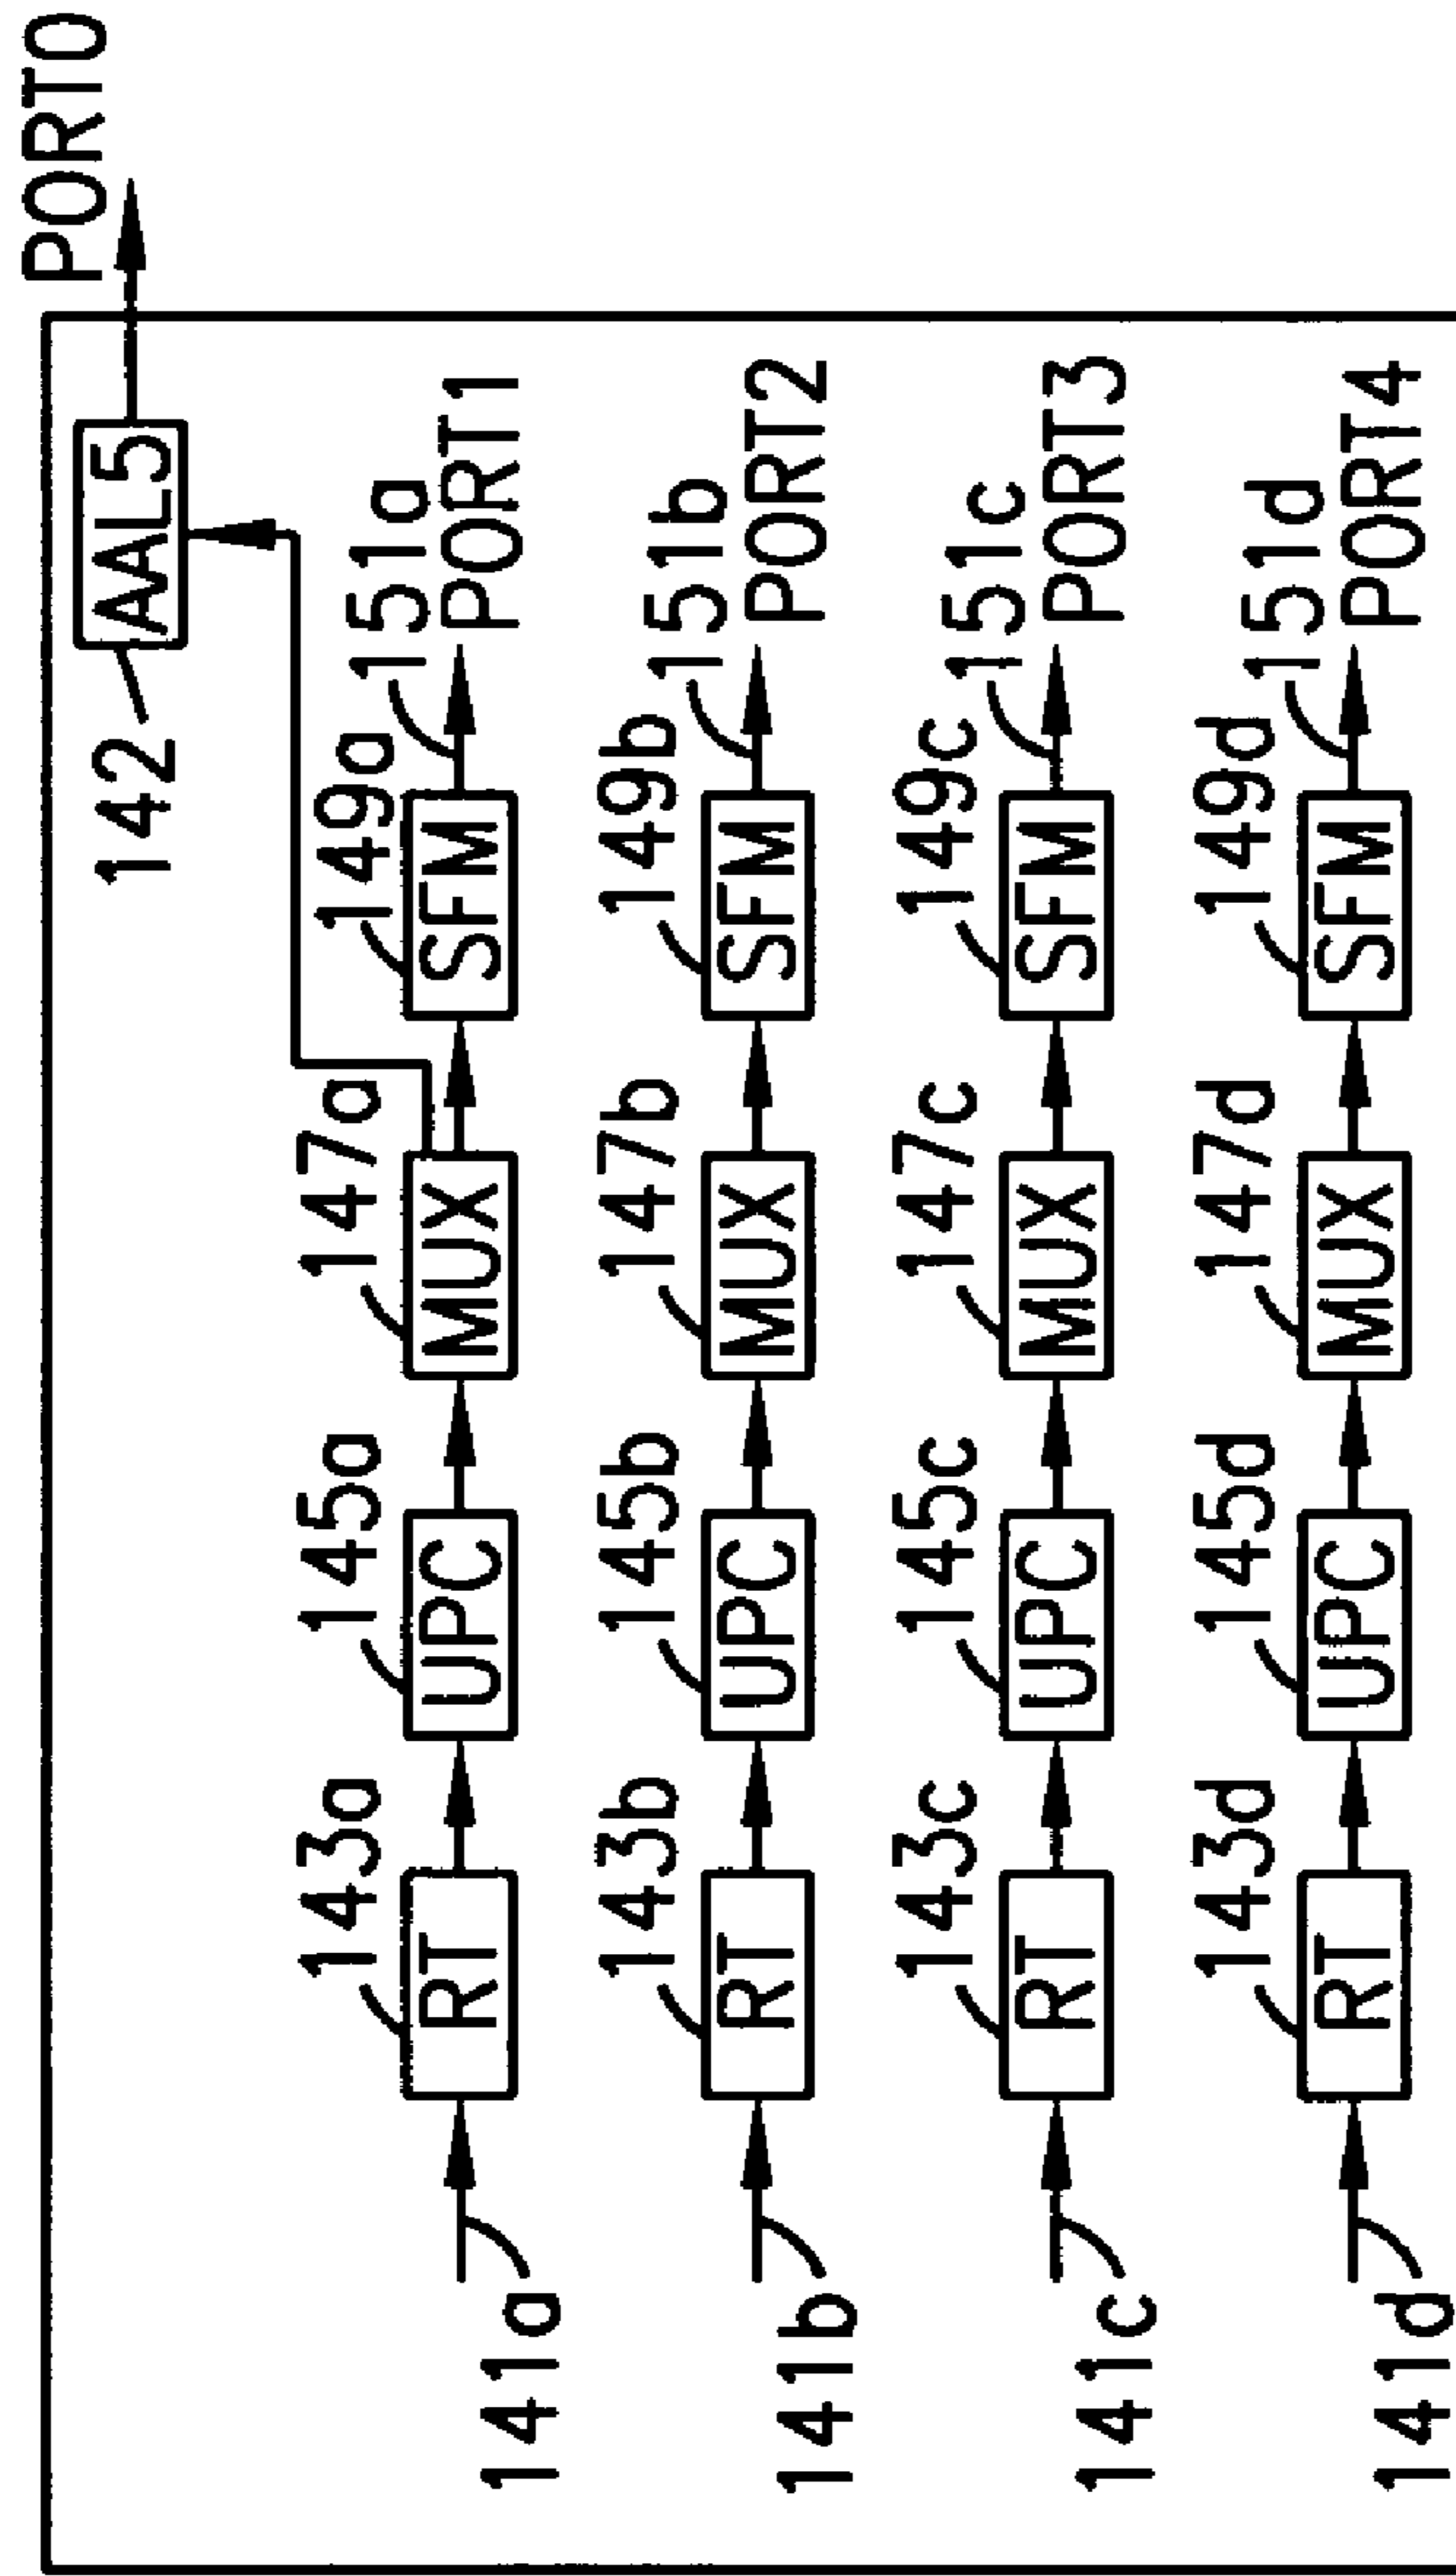 PORT0
AAL5
142
143a 145a 147a 149a 151a
141a RT UPC MUX SFM PORT1
143b 145b 147b 149b 151b
141b RT UPC MUX SFM PORT2
143c 145c 147c 149c 151c
141c RT UPC MUX SFM PORT3
143d 145d 147d 149d 151d
141d RT UPC MUX SFM PORT4